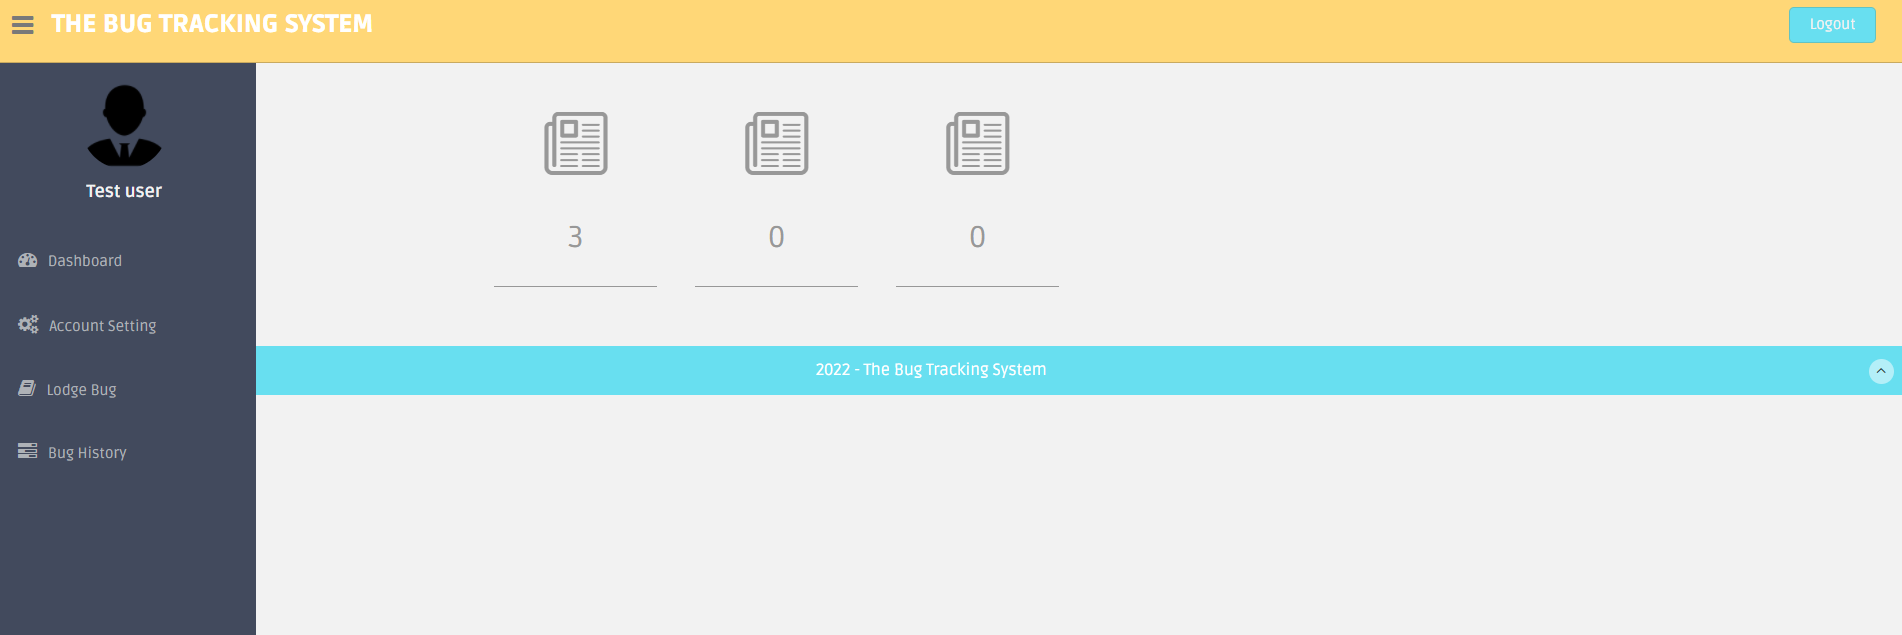 THE BUG TRACKING SYSTEM
Logout
Test user
Dashboard
Account Setting
Lodge Bug
Bug History
3
0
0
2022 - The Bug Tracking System